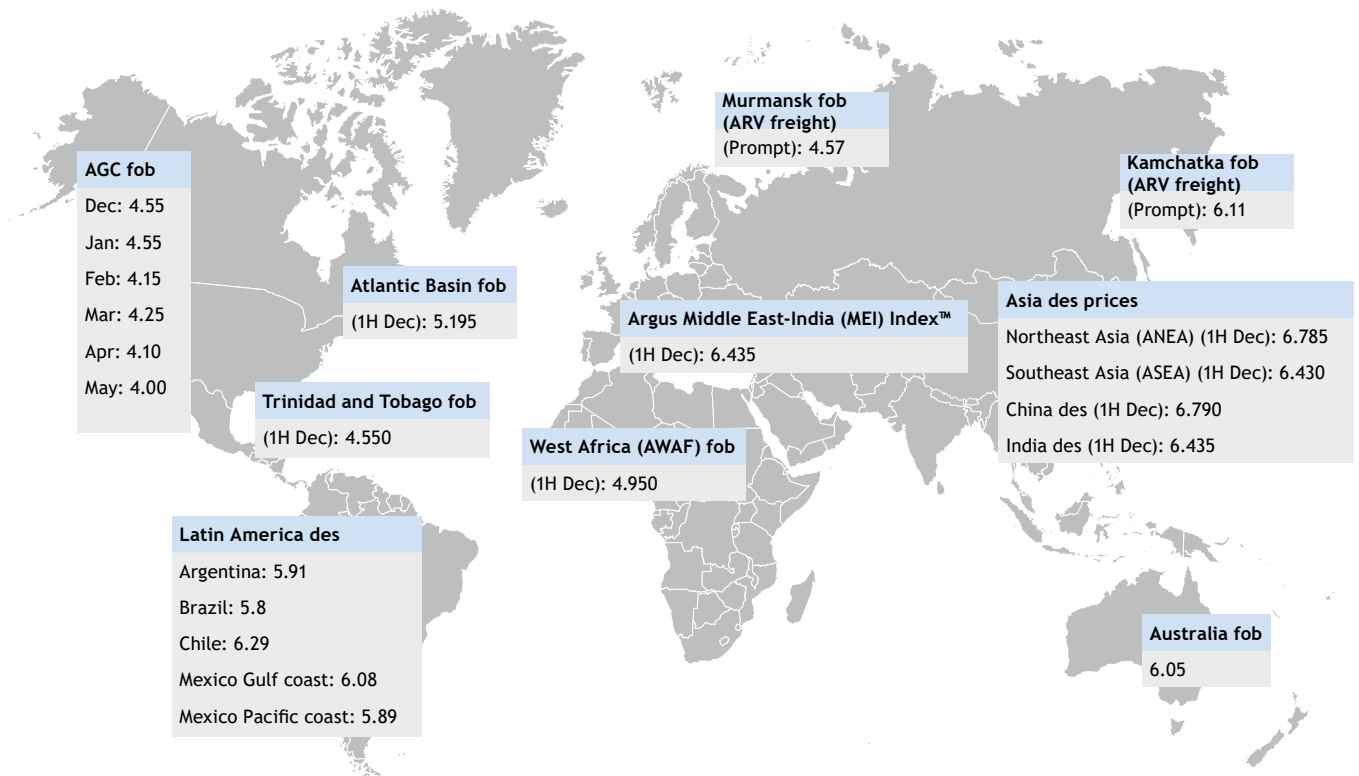 Murmansk fob
(ARV freight)
(Prompt): 4.57
AGC fob
Dec: 4.55
Jan: 4.55
Feb: 4.15
Mar: 4.25
Apr: 4.10
May: 4.00
Kamchatka fob
(ARV freight)
(Prompt): 6.11
Atlantic Basin fob
(1H Dec): 5.195
Argus Middle East-India (MEI) Index™
(1H Dec): 6.435
Asia des prices
Northeast Asia (ANEA) (1H Dec): 6.785
Southeast Asia (ASEA) (1H Dec): 6.430
China des (1H Dec): 6.790
India des (1H Dec): 6.435
Trinidad and Tobago fob
(1H Dec): 4.550
West Africa (AWAF) fob
(1H Dec): 4.950
Latin America des
Argentina: 5.91
Brazil: 5.8
Chile: 6.29
Mexico Gulf coast: 6.08
Mexico Pacific coast: 5.89
Australia fob
6.05